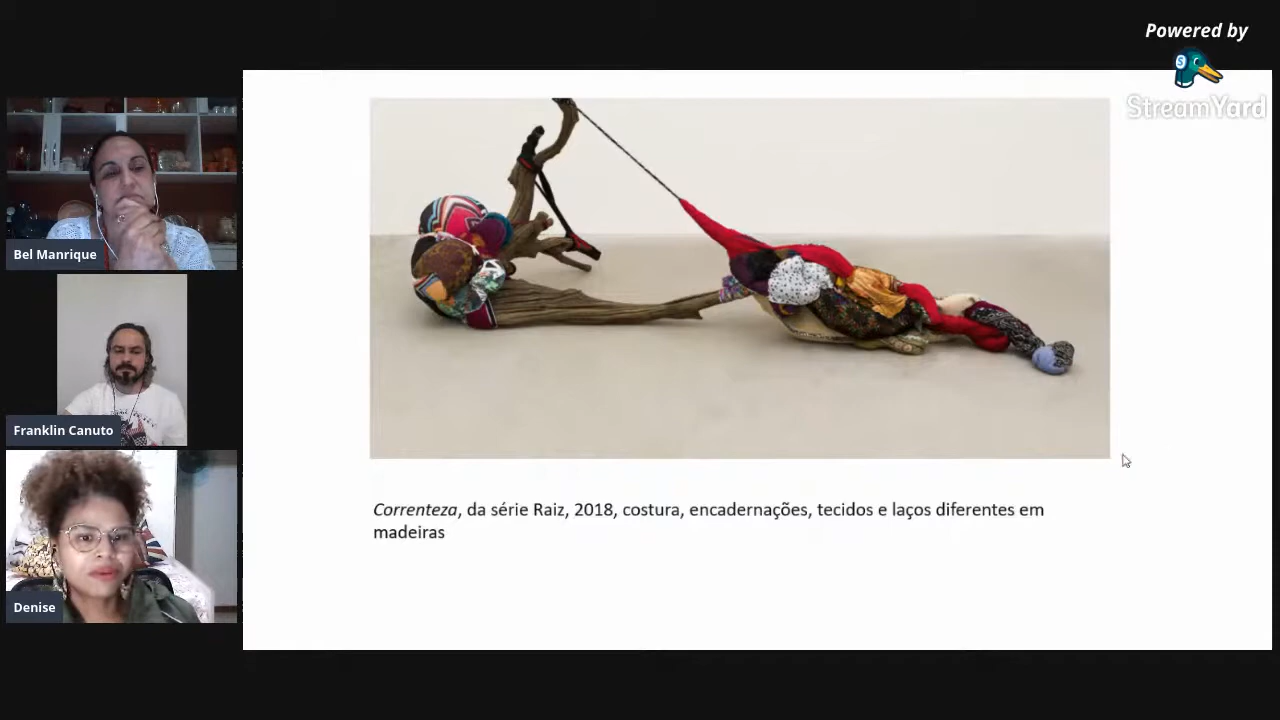 Powered by
StreamYard
Bel Manrique
Franklin Canuto
Denise
Correnteza, da série Raiz, 2018, costura, encadernações, tecidos e laços diferentes em
madeiras